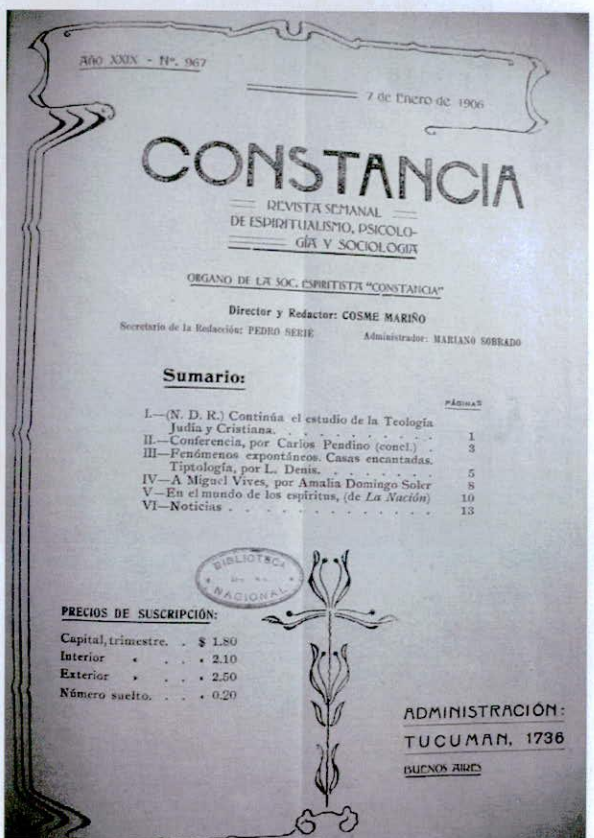 Año XXIX - Nº. 967
7 de Enero de 1906
CONSTANCIA
REVISTA SEMANAL
DE ESPIRITUALISMO, PSICOLO-
GÍA Y SOCIOLOGIA
ORGANO DE LA SOC. ESPIRITISTA "CONSTANCIA"
Director y Redactor: COSME MARIÑO
Secretario de la Redacción: PEDRO SERIÉ Administrador: MARIANO SOBRADO
Sumario:
PÁGINAS
I.—(N. D. R.) Continúa el estudio de la Teología
Judía y Cristiana. . . . . . . . . . 1
II.—Conferencia, por Carlos Pendino (concl.) . 3
III—Fenómenos expontáneos. Casas encantadas.
Tiptología, por L. Denis. . . . . . . 5
IV—A Miguel Vives, por Amalia Domingo Soler 8
V—En el mundo de los espíritus, (de La Nación) 10
VI—Noticias . . . . . . . . . . . . . 13
BIBLIOTECA
NACIONAL
PRECIOS DE SUSCRIPCIÓN:
Capital, trimestre. . $ 1.80
Interior « . . « 2.10
Exterior « . . « 2.50
Número suelto. . . « 0.20
ADMINISTRACIÓN:
TUCUMAN, 1736
BUENOS AIRES